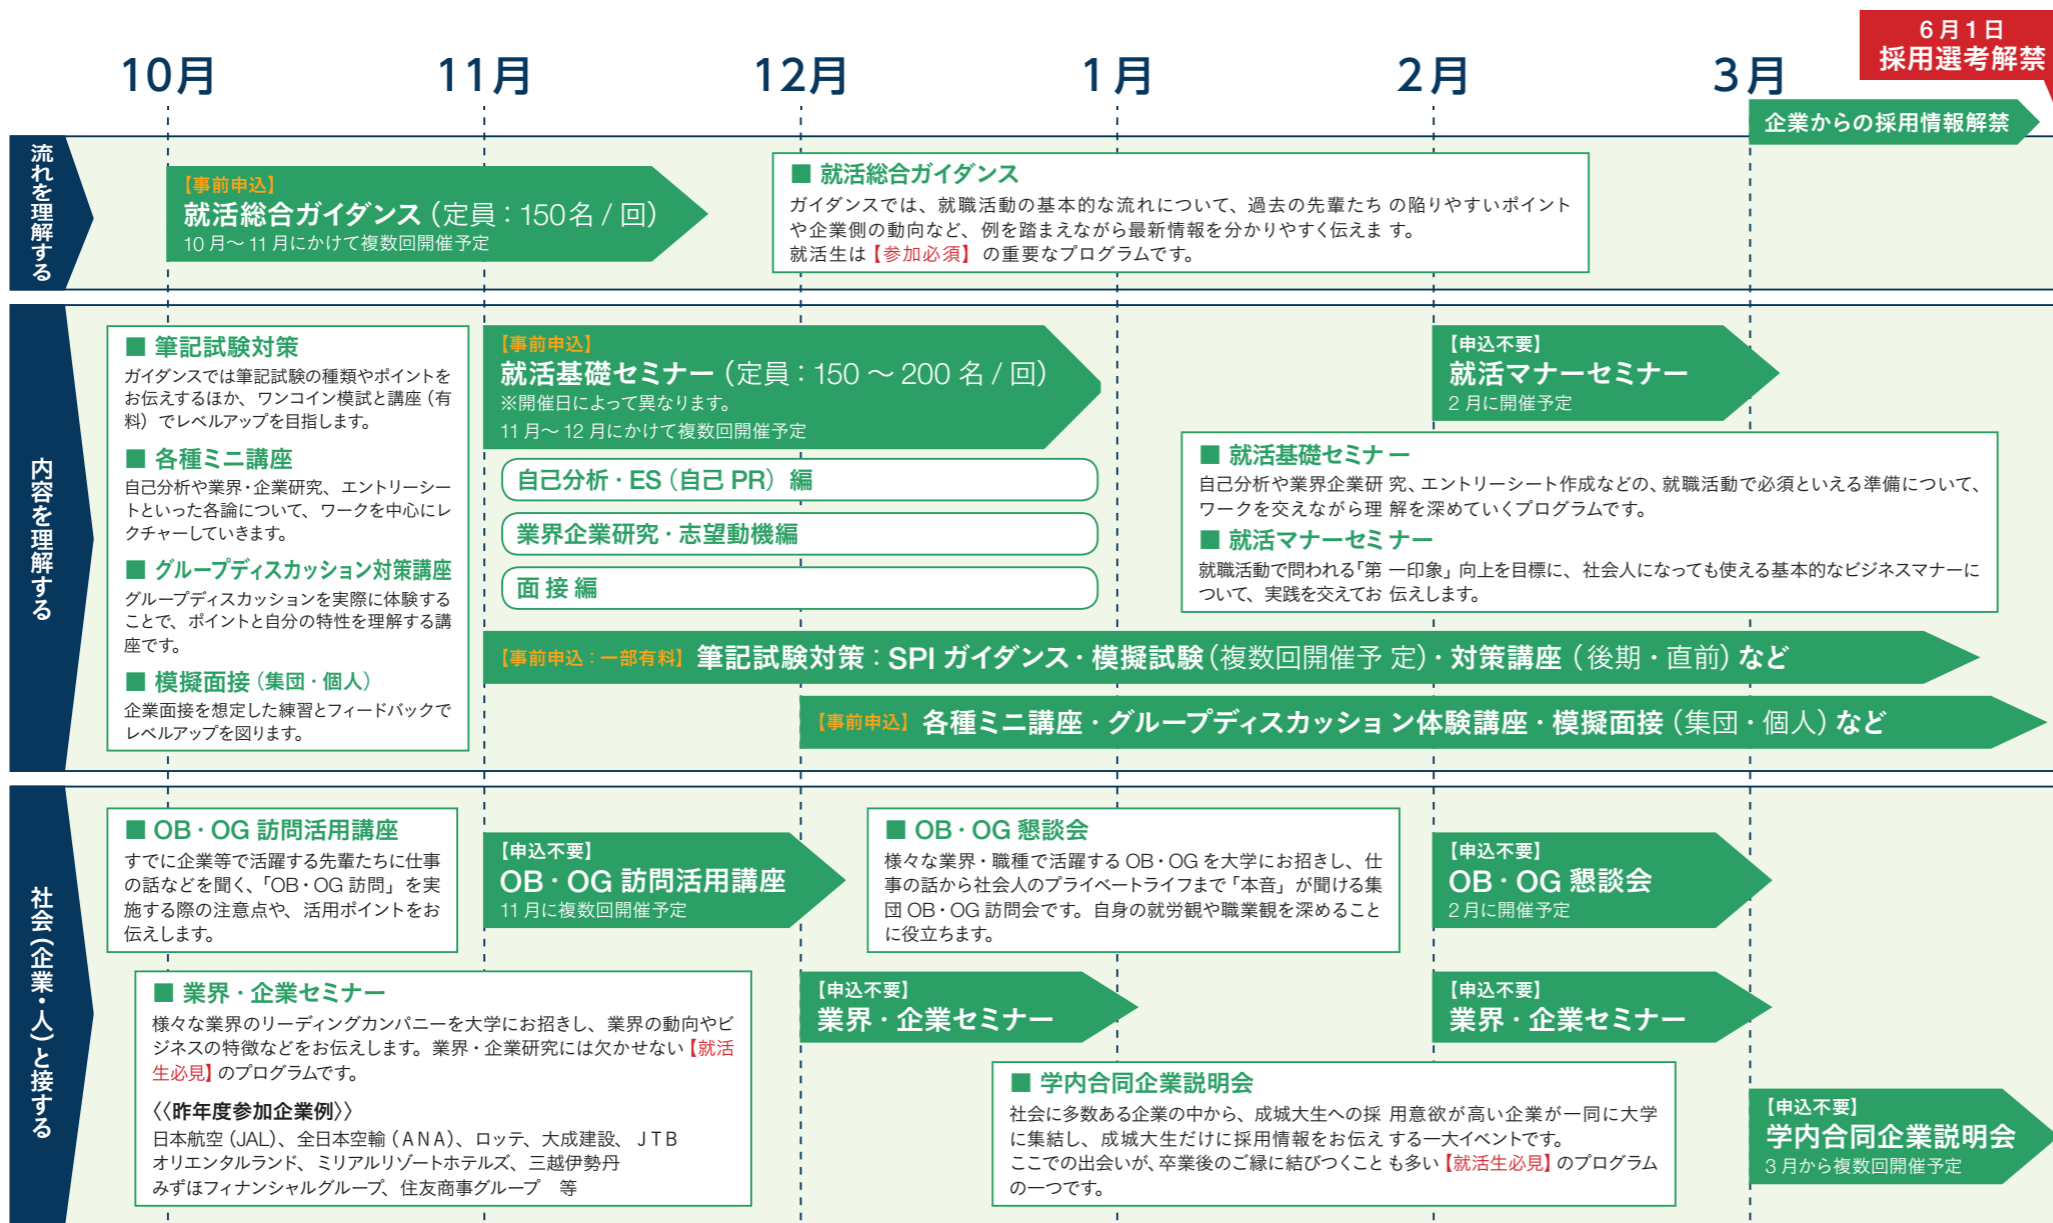 6月1日
採用選考解禁
10月
11月
12月
1月
2月
3月
企業からの採用情報解禁
流れを理解する
【事前申込】
就活総合ガイダンス（定員：150名 / 回）
10月～11月にかけて複数回開催予定
■ 就活総合ガイダンス
ガイダンスでは、就職活動の基本的な流れについて、過去の先輩たち の陥りやすいポイント
や企業側の動向など、例を踏まえながら最新情報を分かりやすく伝えま す。
就活生は【参加必須】 の重要なプログラムです。
内容を理解する
■ 筆記試験対策
ガイダンスでは筆記試験の種類やポイントを
お伝えするほか、ワンコイン模試と講座（有
料）でレベルアップを目指します。
■ 各種ミニ講座
自己分析や業界・企業研究、エントリーシー
トといった各論について、ワークを中心にレ
クチャーしていきます。
■ グループディスカッション対策講座
グループディスカッションを実際に体験する
ことで、ポイントと自分の特性を理解する講
座です。
■ 模擬面接（集団・個人）
企業面接を想定した練習とフィードバックで
レベルアップを図ります。
【事前申込】
就活基礎セミナー（定員：150 ～ 200 名 / 回）
※開催日によって異なります。
11月～12月にかけて複数回開催予定
自己分析・ES（自己 PR）編
業界企業研究・志望動機編
面 接 編
【申込不要】
就活マナーセミナー
2月に開催予定
■ 就活基礎セミナー
自己分析や業界企業研 究、エントリーシート作成などの、就職活動で必須といえる準備について、
ワークを交えながら理 解を深めていくプログラムです。
■ 就活マナーセミナー
就職活動で問われる「第 一印象」向上を目標に、社会人になっても使える基本的なビジネスマナーに
ついて、実践を交えてお 伝えします。
【事前申込：一部有料】 筆記試験対策：SPI ガイダンス・模擬試験（複数回開催予 定）・対策講座（後期・直前）など
【事前申込】 各種ミニ講座・グループディスカッション体験講座・模擬面接（集団・個人）など
社会（企業・人）と接する
■ OB・OG 訪問活用講座
すでに企業等で活躍する先輩たちに仕事
の話などを聞く、「OB・OG 訪問」を実
施する際の注意点や、活用ポイントをお
伝えします。
【申込不要】
OB・OG 訪問活用講座
11月に複数回開催予定
■ OB・OG 懇談会
様々な業界・職種で活躍する OB・OG を大学にお招きし、仕
事の話から社会人のプライベートライフまで「本音」が聞ける集
団 OB・OG 訪問会です。自身の就労観や職業観を深めること
に役立ちます。
【申込不要】
OB・OG 懇談会
2月に開催予定
■ 業界・企業セミナー
様々な業界のリーディングカンパニーを大学にお招きし、業界の動向やビ
ジネスの特徴などをお伝えします。業界・企業研究には欠かせない【就活
生必見】のプログラムです。
〈〈昨年度参加企業例〉〉
日本航空（JAL）、全日本空輸（ANA）、ロッテ、大成建設、JTB
オリエンタルランド、ミリアルリゾートホテルズ、三越伊勢丹
みずほフィナンシャルグループ、住友商事グループ　等
【申込不要】
業界・企業セミナー
【申込不要】
業界・企業セミナー
■ 学内合同企業説明会
社会に多数ある企業の中から、成城大生への採 用意欲が高い企業が一同に大学
に集結し、成城大生だけに採用情報をお伝え する一大イベントです。
ここでの出会いが、卒業後のご縁に結びつくこと も多い【就活生必見】のプログラム
の一つです。
【申込不要】
学内合同企業説明会
3月から複数回開催予定